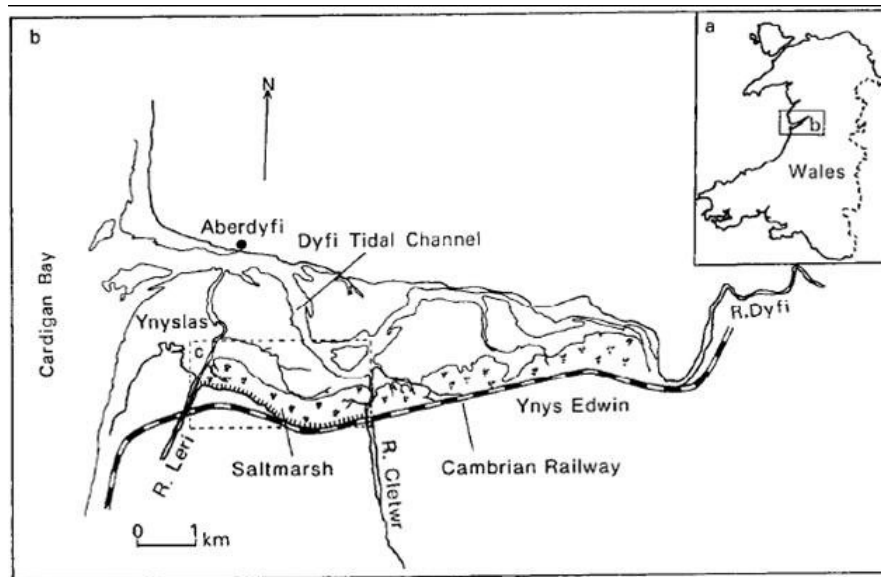 b
a
b
Wales
N
Aberdyfi
Dyfi Tidal Channel
Cardigan Bay
Ynyslas
c
R. Dyfi
Ynys Edwin
R. Leri
Saltmarsh
R. Cletwr
Cambrian Railway
0 1
km